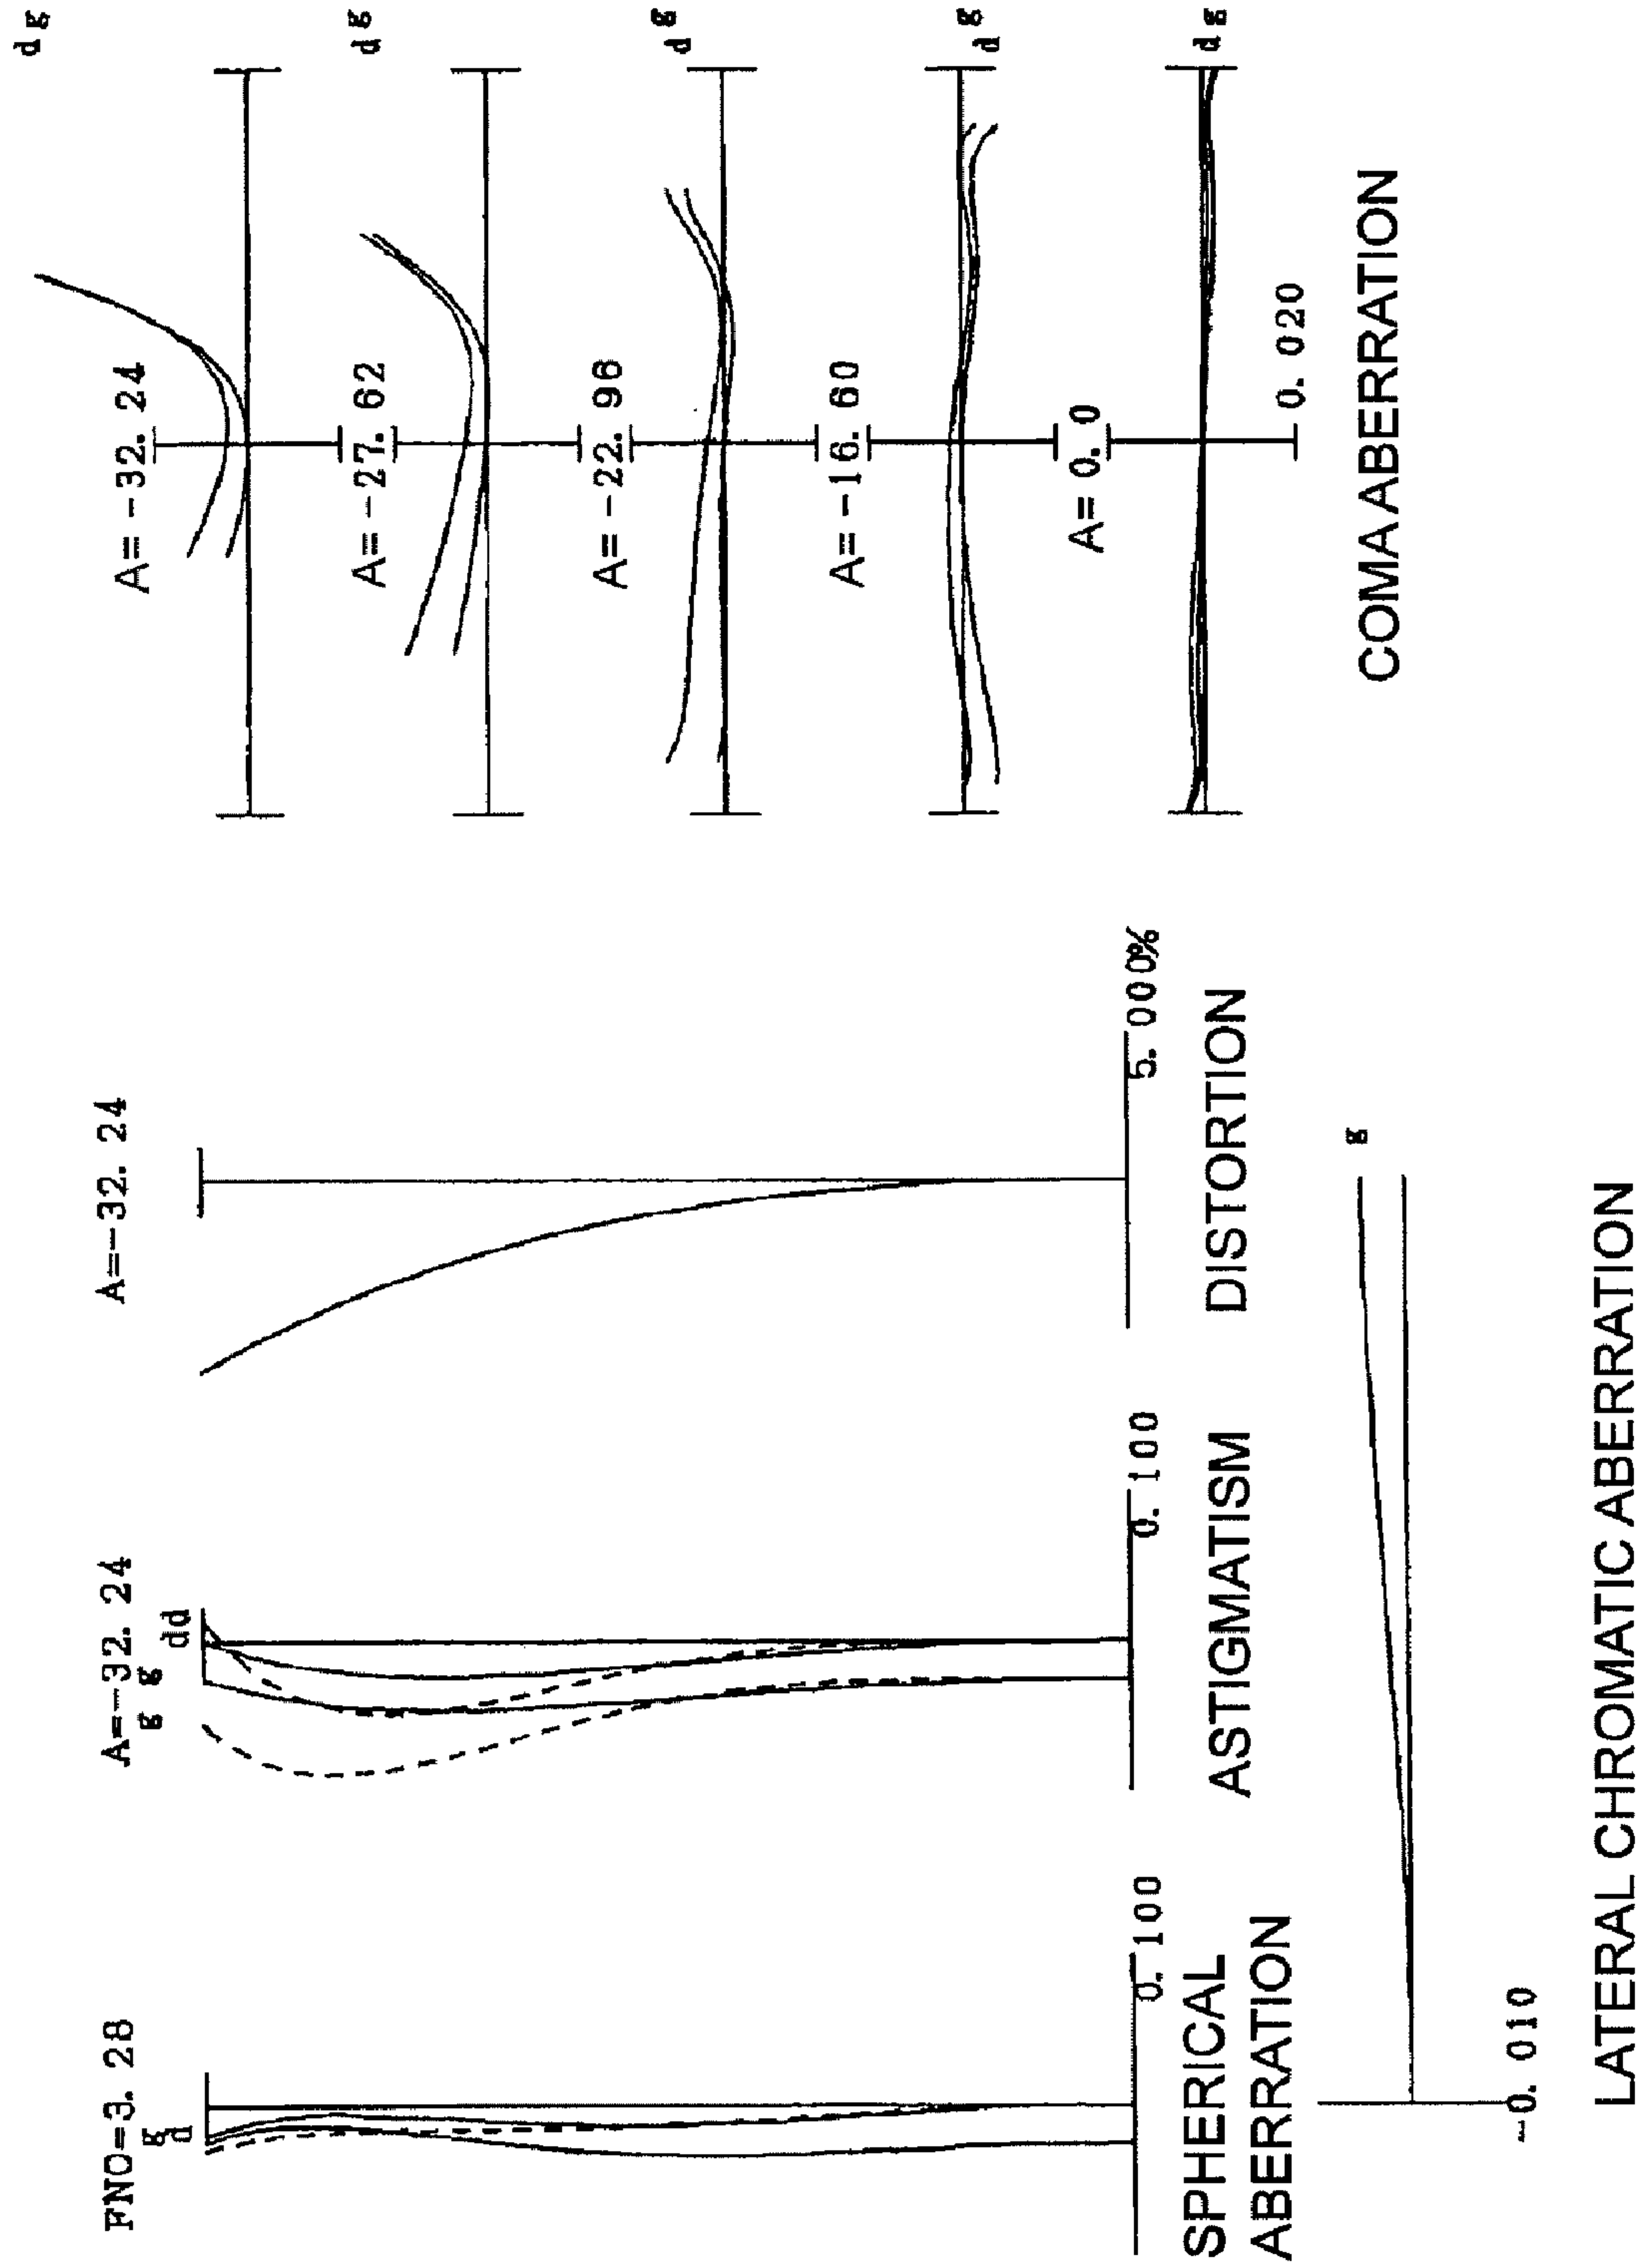 FNO=3. 28
g
d
0. 100
SPHERICAL
ABERRATION
A=-32. 24
g g dd
0. 100
ASTIGMATISM
A=-32. 24
5. 000%
DISTORTION
A= -32. 24
d g
A= -27. 62
d g
A= -22. 96
d g
A= -16. 60
d g
A= 0. 0
d g
0. 020
COMA ABERRATION
g
-0. 010
LATERAL CHROMATIC ABERRATION